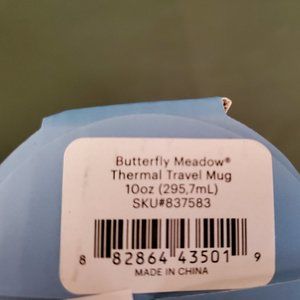 Butterfly Meadow®
Thermal Travel Mug
10oz (295,7mL)
SKU#837583
8 82864 43501 9
MADE IN CHINA